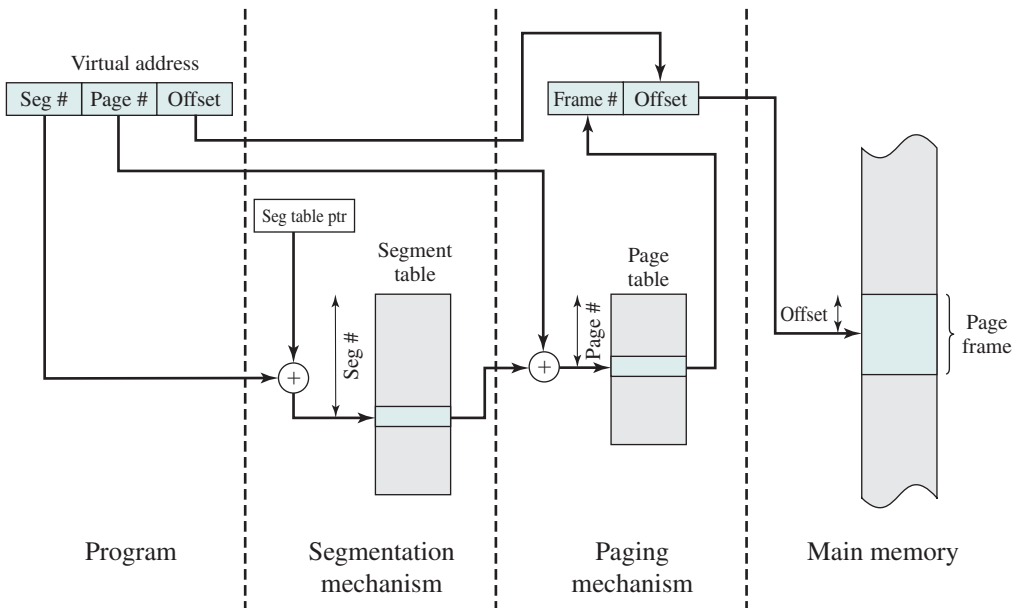 Virtual address
Seg # Page # Offset
Frame # Offset
Seg table ptr
Segment
table
Page
table
Seg #
Page #
Offset
Page
frame
Program
Segmentation
mechanism
Paging
mechanism
Main memory
+
+